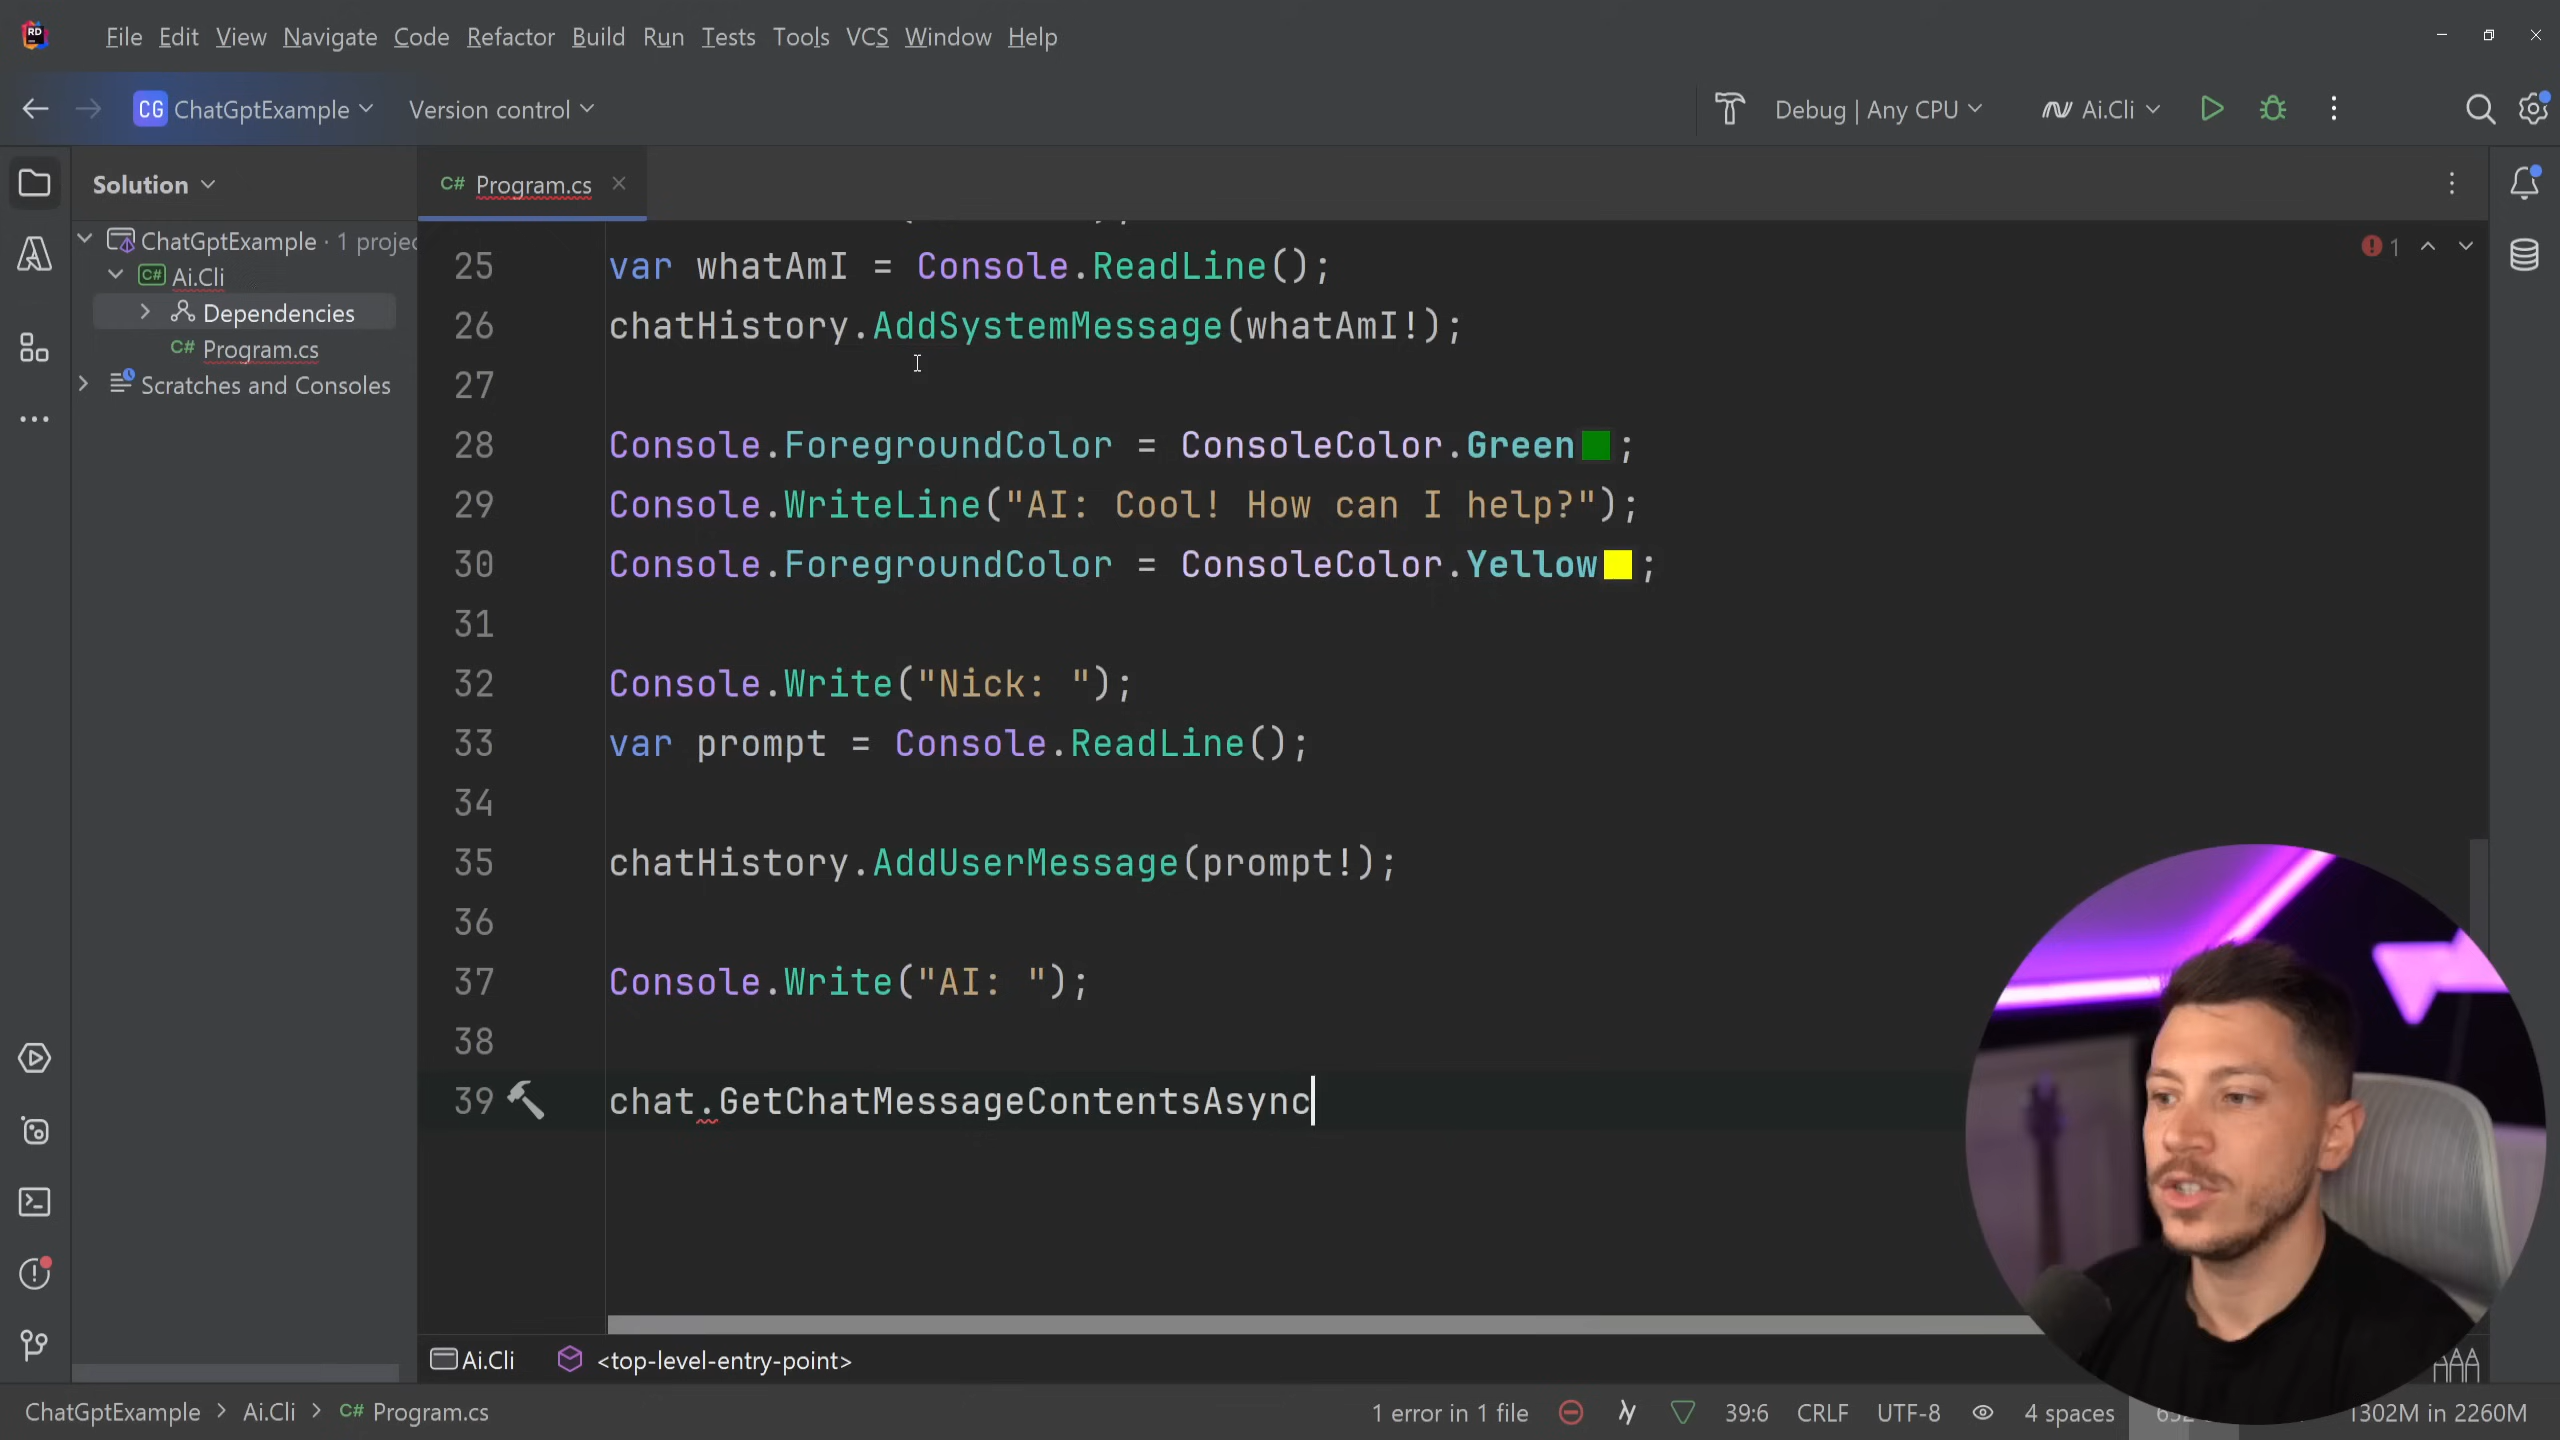 RD File Edit View Navigate Code Refactor Build Run Tests Tools VCS Window Help
CG ChatGptExample Version control Debug | Any CPU Ai.Cli
Solution
C# Program.cs
ChatGptExample · 1 projec
C# Ai.Cli
Dependencies
C# Program.cs
Scratches and Consoles
1
25 var whatAmI = Console.ReadLine();
26 chatHistory.AddSystemMessage(whatAmI!);
27
28 Console.ForegroundColor = ConsoleColor.Green;
29 Console.WriteLine("AI: Cool! How can I help?");
30 Console.ForegroundColor = ConsoleColor.Yellow;
31
32 Console.Write("Nick: ");
33 var prompt = Console.ReadLine();
34
35 chatHistory.AddUserMessage(prompt!);
36
37 Console.Write("AI: ");
38
39 chat.GetChatMessageContentsAsync
Ai.Cli <top-level-entry-point>
ChatGptExample > Ai.Cli > C# Program.cs 1 error in 1 file 39:6 CRLF UTF-8 4 spaces 1302M in 2260M